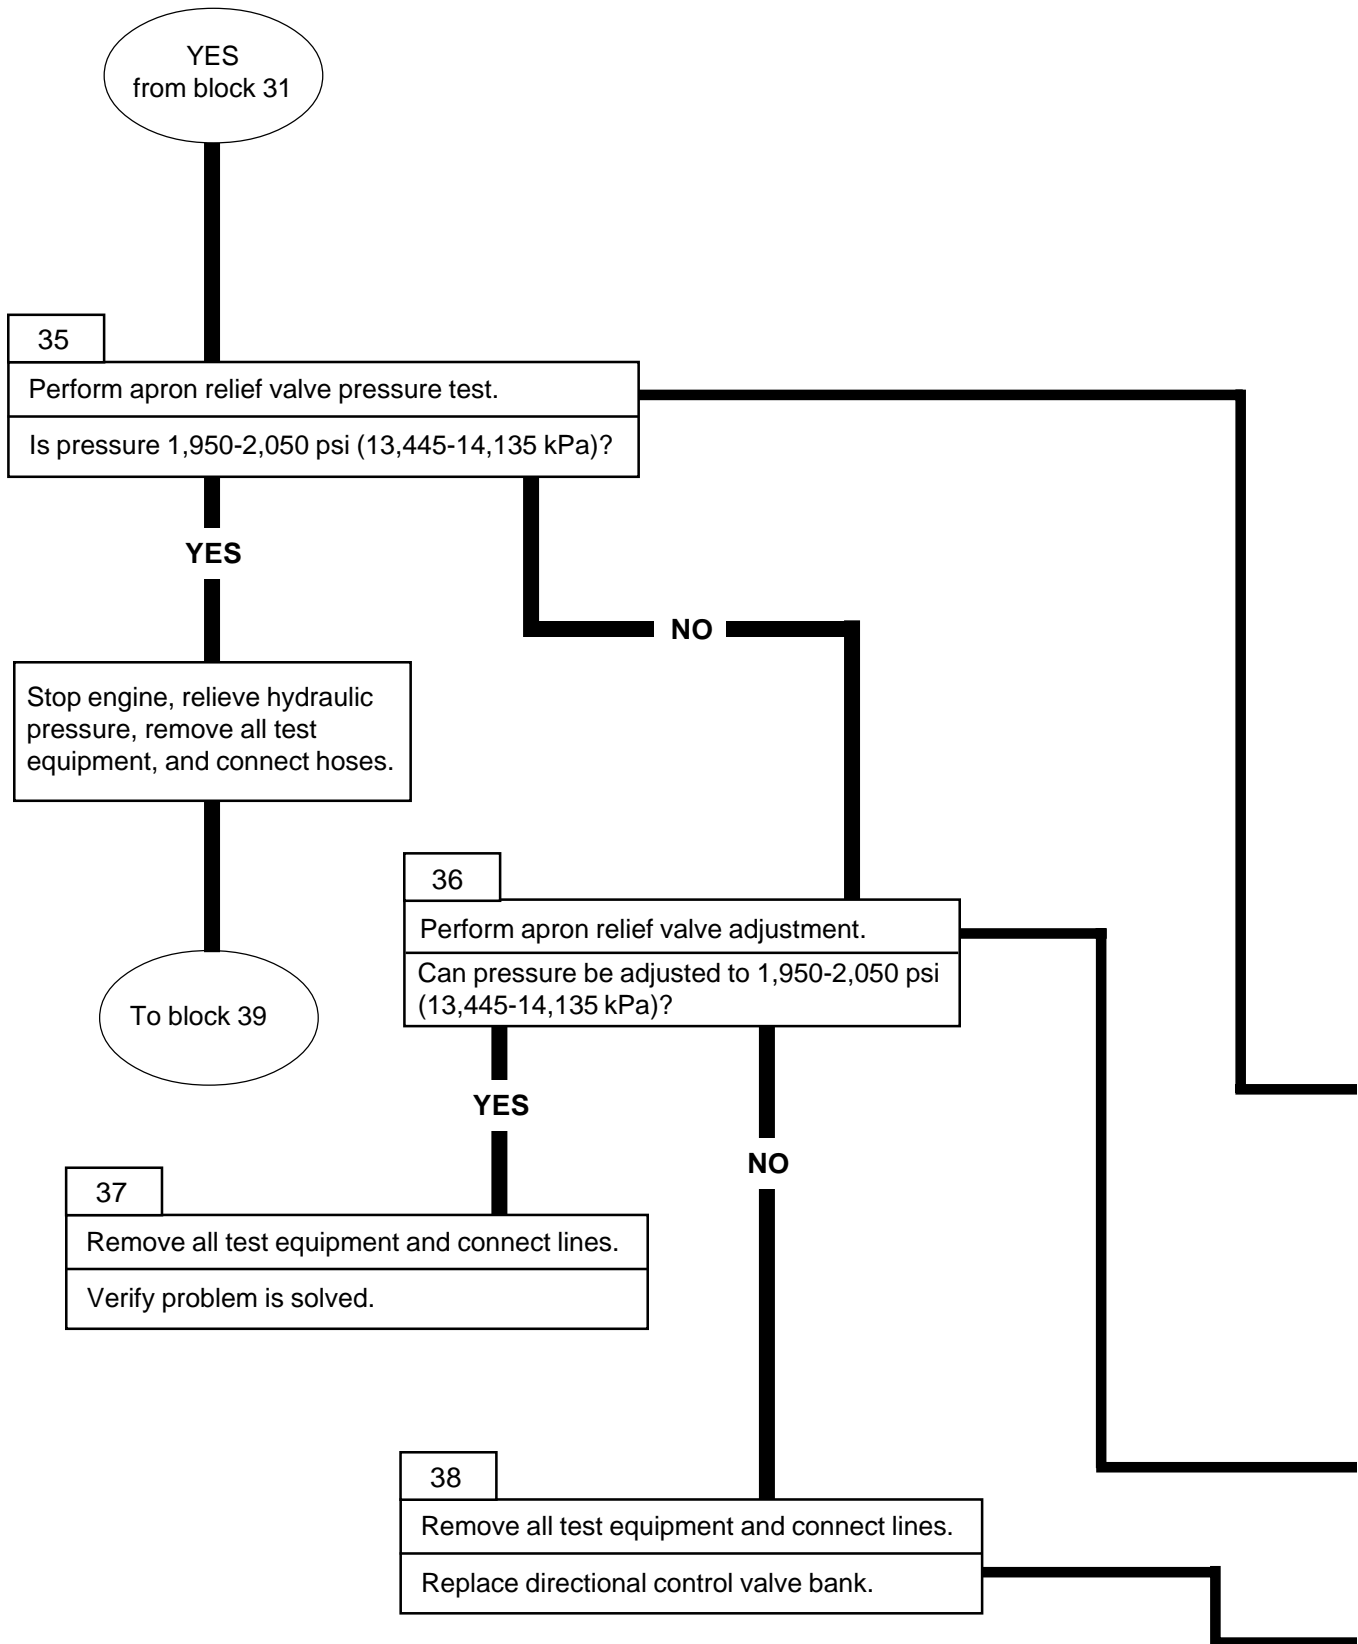 YES
from block 31
35
Perform apron relief valve pressure test.
Is pressure 1,950-2,050 psi (13,445-14,135 kPa)?
YES
NO
Stop engine, relieve hydraulic
pressure, remove all test
equipment, and connect hoses.
36
Perform apron relief valve adjustment.
Can pressure be adjusted to 1,950-2,050 psi
(13,445-14,135 kPa)?
To block 39
YES
NO
37
Remove all test equipment and connect lines.
Verify problem is solved.
38
Remove all test equipment and connect lines.
Replace directional control valve bank.